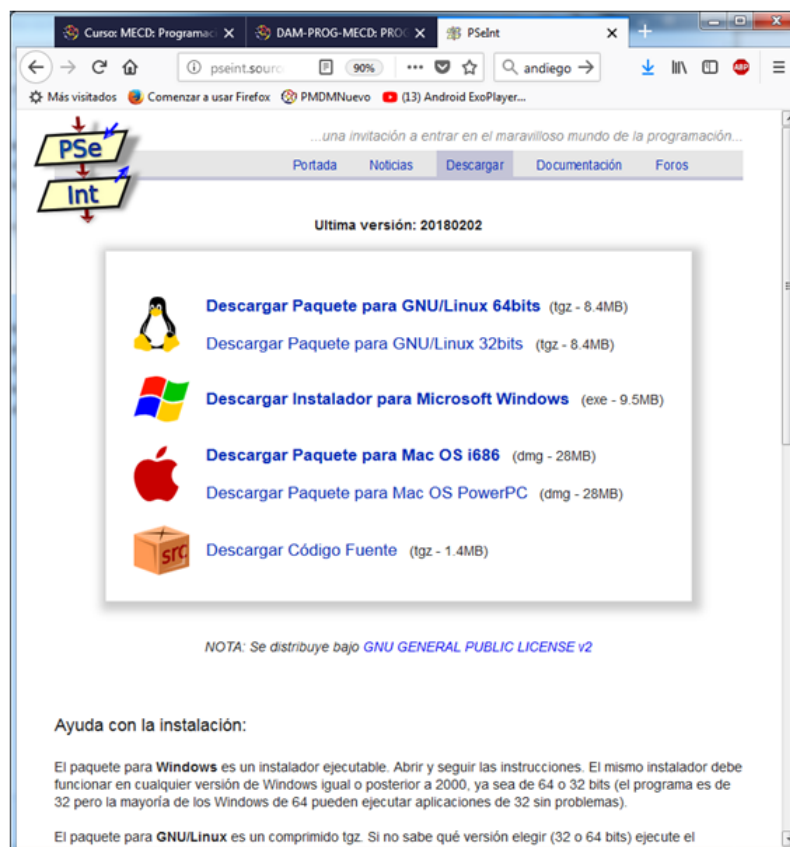 Curso: MECD: Programac
DAM-PROG-MECD: PROG
PSeInt
pseint.sourc
90%
andiego
Más visitados
Comenzar a usar Firefox
PMDMNuevo
(13) Android ExoPlayer...
PSe
Int
...una invitación a entrar en el maravilloso mundo de la programación...
Portada Noticias Descargar Documentación Foros
Ultima versión: 20180202
Descargar Paquete para GNU/Linux 64bits (tgz - 8.4MB)
Descargar Paquete para GNU/Linux 32bits (tgz - 8.4MB)
Descargar Instalador para Microsoft Windows (exe - 9.5MB)
Descargar Paquete para Mac OS i686 (dmg - 28MB)
Descargar Paquete para Mac OS PowerPC (dmg - 28MB)
src
Descargar Código Fuente (tgz - 1.4MB)
NOTA: Se distribuye bajo GNU GENERAL PUBLIC LICENSE v2
Ayuda con la instalación:
El paquete para Windows es un instalador ejecutable. Abrir y seguir las instrucciones. El mismo instalador debe
funcionar en cualquier versión de Windows igual o posterior a 2000, ya sea de 64 o 32 bits (el programa es de
32 pero la mayoría de los Windows de 64 pueden ejecutar aplicaciones de 32 sin problemas).
El paquete para GNU/Linux es un comprimido tgz. Si no sabe qué versión elegir (32 o 64 bits) ejecute el